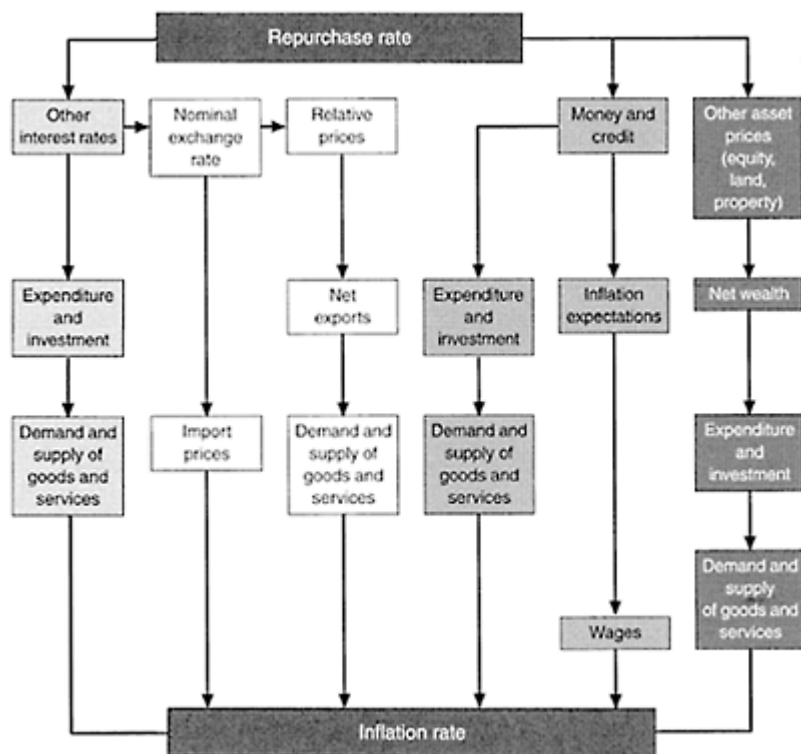 Repurchase rate
Other
interest rates
Nominal
exchange
rate
Relative
prices
Money and
credit
Other asset
prices
(equity,
land,
property)
Expenditure
and
investment
Net
exports
Expenditure
and
investment
Inflation
expectations
Net wealth
Demand and
supply of
goods and
services
Import
prices
Demand and
supply of
goods and
services
Demand and
supply of
goods and
services
Expenditure
and
investment
Wages
Demand and
supply
of goods and
services
Inflation rate